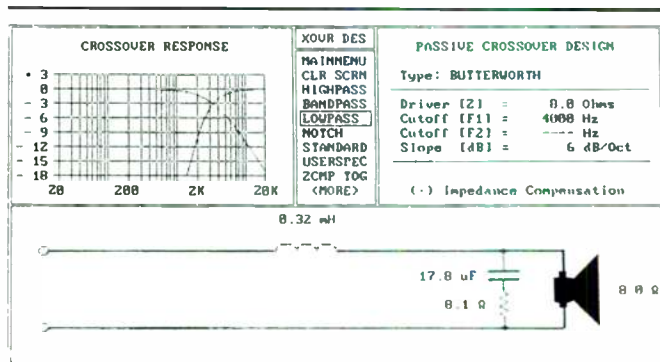 CROSSOVER RESPONSE
3
0
- 3
- 6
- 9
- 12
- 15
- 18
20 200 2K 20K
XOVR DES
MAINMENU
CLR SCRN
HIGHPASS
BANDPASS
LOWPASS
NOTCH
STANDARD
USERSPEC
ZCMP TOG
<MORE>
PASSIVE CROSSOVER DESIGN
Type: BUTTERWORTH
Driver [Z] = 8.0 Ohms
Cutoff [F1] = 4000 Hz
Cutoff [F2] = ---- Hz
Slope [dB] = 6 dB/Oct
(·) Impedance Compensation
0.32 mH
17.8 uF
8.1 Ω
8.0 Ω